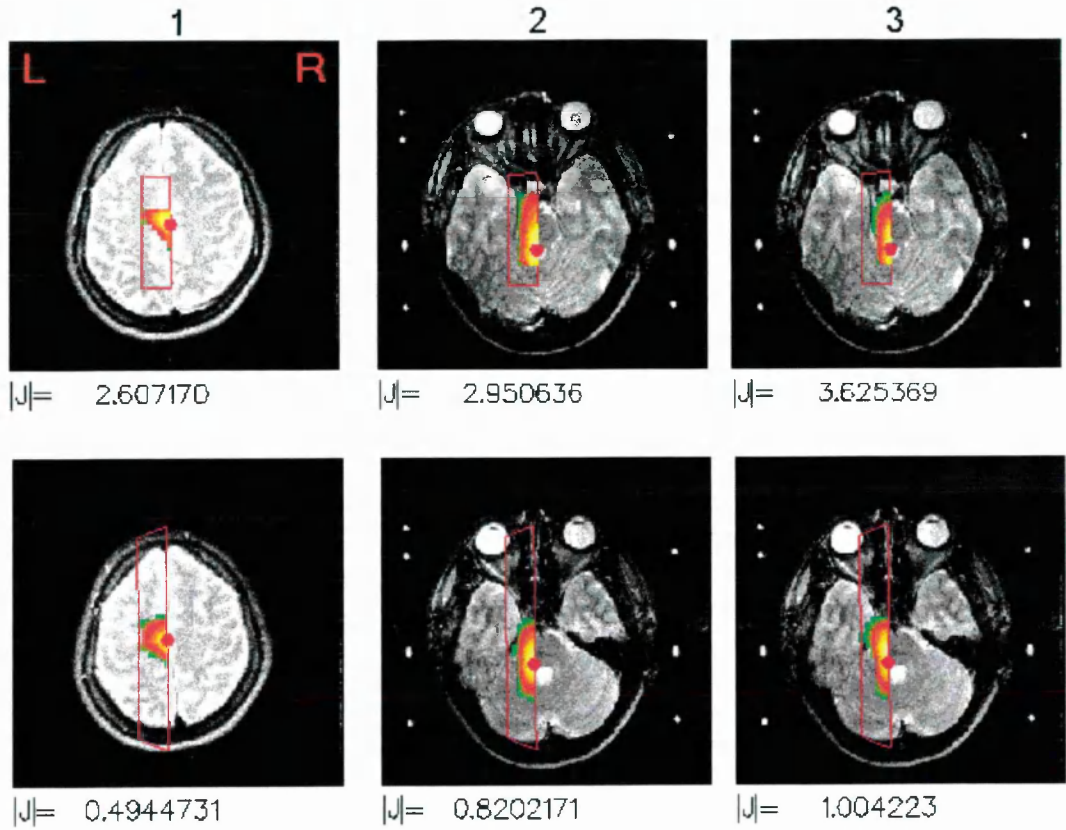 1 2 3
L R
|J|= 2.607170 |J|= 2.950636 |J|= 3.625369
|J|= 0.4944731 |J|= 0.8202171 |J|= 1.004223